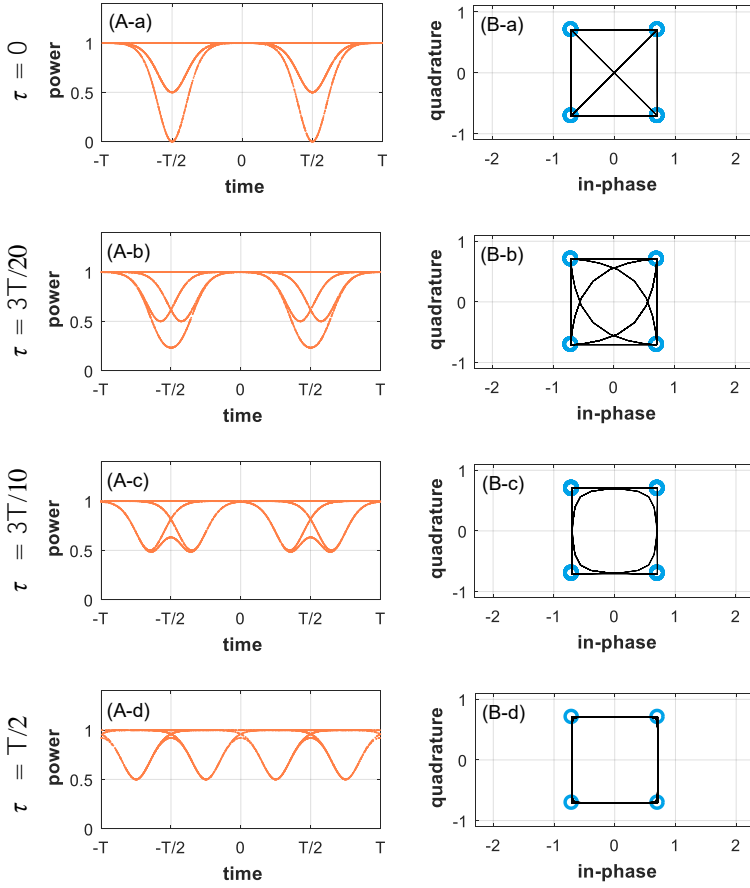 τ = 0
(A-a)
power
1
0.5
0
-T
-T/2
0
T/2
T
time
(B-a)
quadrature
1
0
-1
-2
-1
0
1
2
in-phase
τ = 3T/20
(A-b)
power
1
0.5
0
-T
-T/2
0
T/2
T
time
(B-b)
quadrature
1
0
-1
-2
-1
0
1
2
in-phase
τ = 3T/10
(A-c)
power
1
0.5
0
-T
-T/2
0
T/2
T
time
(B-c)
quadrature
1
0
-1
-2
-1
0
1
2
in-phase
τ = T/2
(A-d)
power
1
0.5
0
-T
-T/2
0
T/2
T
time
(B-d)
quadrature
1
0
-1
-2
-1
0
1
2
in-phase